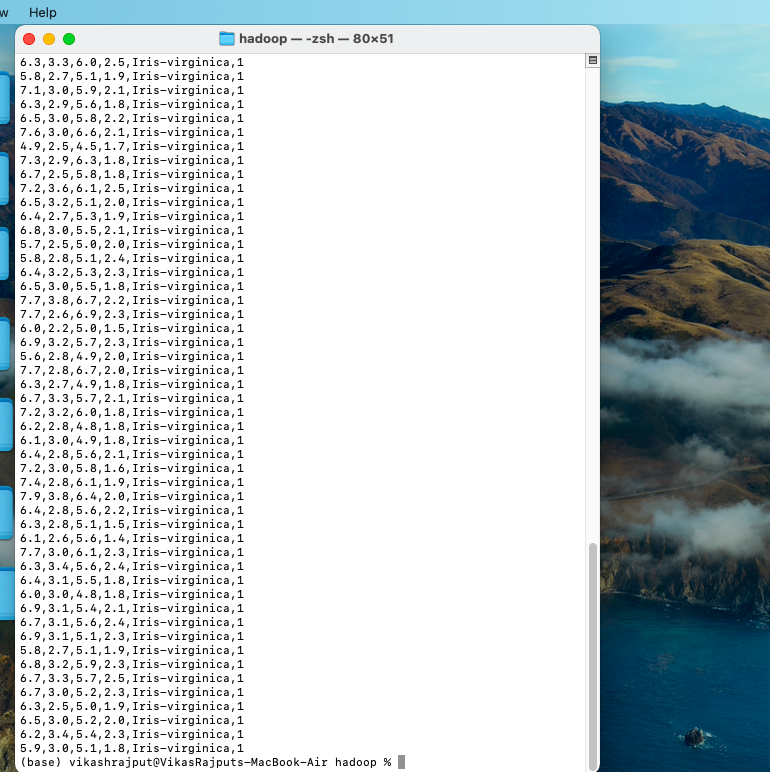 w Help
hadoop — -zsh — 80×51
6.3,3.3,6.0,2.5,Iris-virginica,1
5.8,2.7,5.1,1.9,Iris-virginica,1
7.1,3.0,5.9,2.1,Iris-virginica,1
6.3,2.9,5.6,1.8,Iris-virginica,1
6.5,3.0,5.8,2.2,Iris-virginica,1
7.6,3.0,6.6,2.1,Iris-virginica,1
4.9,2.5,4.5,1.7,Iris-virginica,1
7.3,2.9,6.3,1.8,Iris-virginica,1
6.7,2.5,5.8,1.8,Iris-virginica,1
7.2,3.6,6.1,2.5,Iris-virginica,1
6.5,3.2,5.1,2.0,Iris-virginica,1
6.4,2.7,5.3,1.9,Iris-virginica,1
6.8,3.0,5.5,2.1,Iris-virginica,1
5.7,2.5,5.0,2.0,Iris-virginica,1
5.8,2.8,5.1,2.4,Iris-virginica,1
6.4,3.2,5.3,2.3,Iris-virginica,1
6.5,3.0,5.5,1.8,Iris-virginica,1
7.7,3.8,6.7,2.2,Iris-virginica,1
7.7,2.6,6.9,2.3,Iris-virginica,1
6.0,2.2,5.0,1.5,Iris-virginica,1
6.9,3.2,5.7,2.3,Iris-virginica,1
5.6,2.8,4.9,2.0,Iris-virginica,1
7.7,2.8,6.7,2.0,Iris-virginica,1
6.3,2.7,4.9,1.8,Iris-virginica,1
6.7,3.3,5.7,2.1,Iris-virginica,1
7.2,3.2,6.0,1.8,Iris-virginica,1
6.2,2.8,4.8,1.8,Iris-virginica,1
6.1,3.0,4.9,1.8,Iris-virginica,1
6.4,2.8,5.6,2.1,Iris-virginica,1
7.2,3.0,5.8,1.6,Iris-virginica,1
7.4,2.8,6.1,1.9,Iris-virginica,1
7.9,3.8,6.4,2.0,Iris-virginica,1
6.4,2.8,5.6,2.2,Iris-virginica,1
6.3,2.8,5.1,1.5,Iris-virginica,1
6.1,2.6,5.6,1.4,Iris-virginica,1
7.7,3.0,6.1,2.3,Iris-virginica,1
6.3,3.4,5.6,2.4,Iris-virginica,1
6.4,3.1,5.5,1.8,Iris-virginica,1
6.0,3.0,4.8,1.8,Iris-virginica,1
6.9,3.1,5.4,2.1,Iris-virginica,1
6.7,3.1,5.6,2.4,Iris-virginica,1
6.9,3.1,5.1,2.3,Iris-virginica,1
5.8,2.7,5.1,1.9,Iris-virginica,1
6.8,3.2,5.9,2.3,Iris-virginica,1
6.7,3.3,5.7,2.5,Iris-virginica,1
6.7,3.0,5.2,2.3,Iris-virginica,1
6.3,2.5,5.0,1.9,Iris-virginica,1
6.5,3.0,5.2,2.0,Iris-virginica,1
6.2,3.4,5.4,2.3,Iris-virginica,1
5.9,3.0,5.1,1.8,Iris-virginica,1
(base) vikashrajput@VikasRajputs-MacBook-Air hadoop %